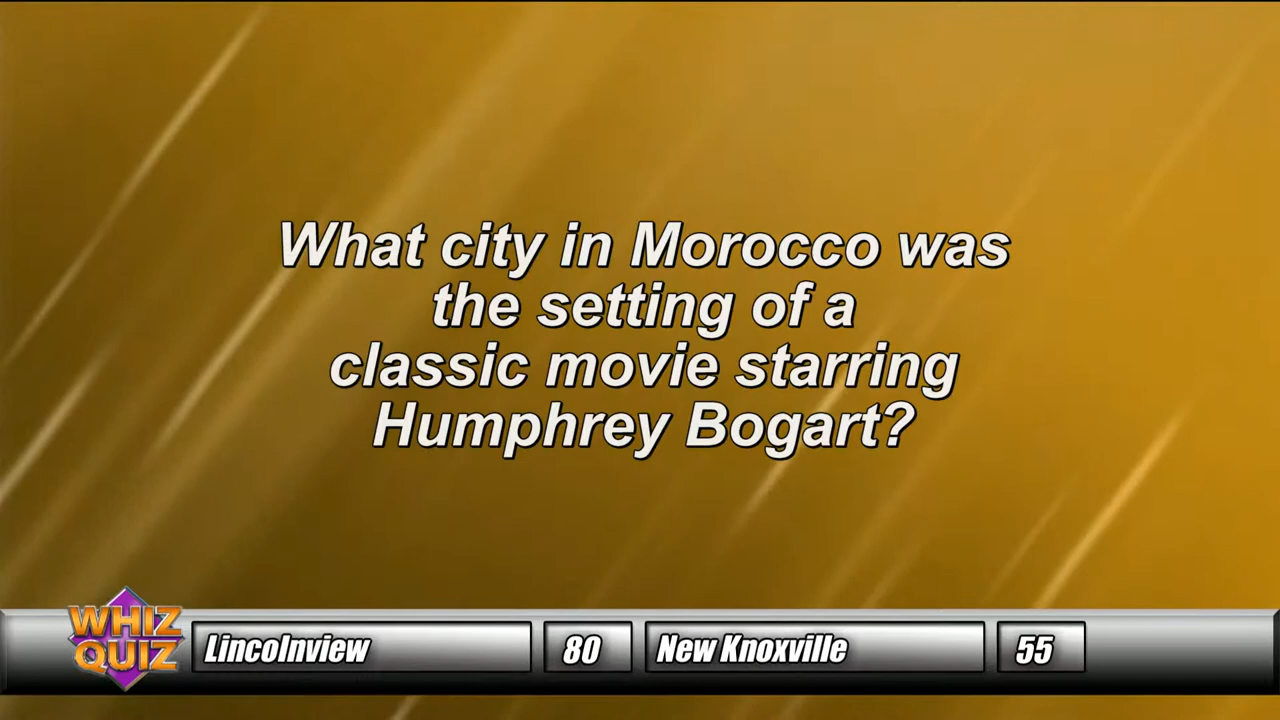 What city in Morocco was
the setting of a
classic movie starring
Humphrey Bogart?
WHIZ
QUIZ
Lincolnview
80
New Knoxville
55